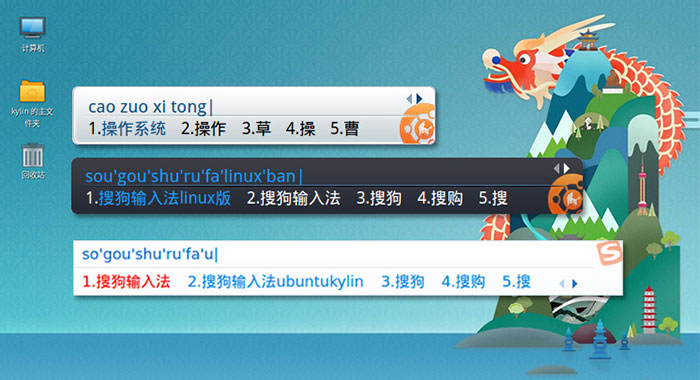 计算机
kylin 的主文
件夹
回收站
cao zuo xi tong
1.操作系统 2.操作 3.草 4.操 5.曹
sou'gou'shu'ru'fa'linux'ban
1.搜狗输入法linux版 2.搜狗输入法 3.搜狗 4.搜购 5.搜
so'gou'shu'ru'fa'u
1.搜狗输入法 2.搜狗输入法ubuntukylin 3.搜狗 4.搜购 5.搜